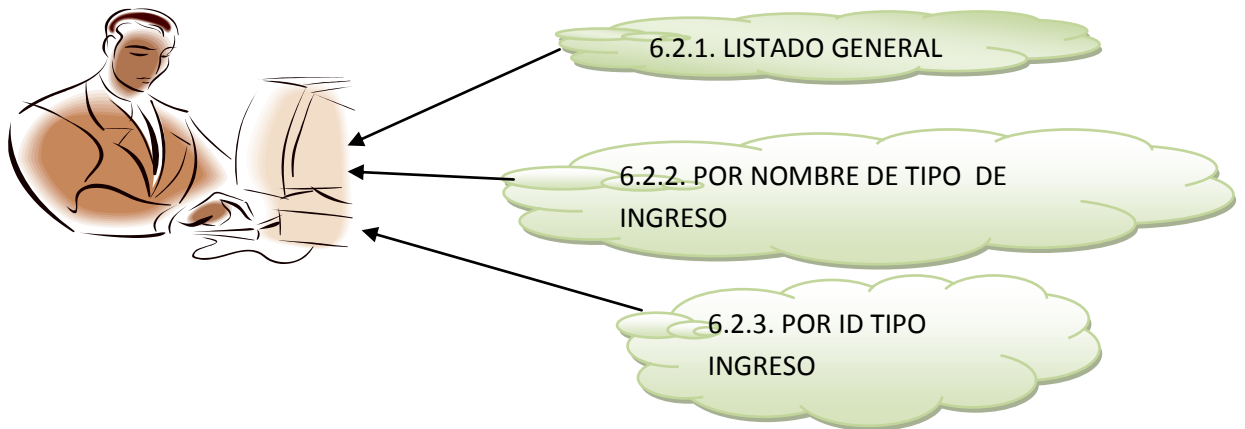 6.2.1. LISTADO GENERAL
6.2.2. POR NOMBRE DE TIPO  DE
INGRESO
6.2.3. POR ID TIPO
INGRESO